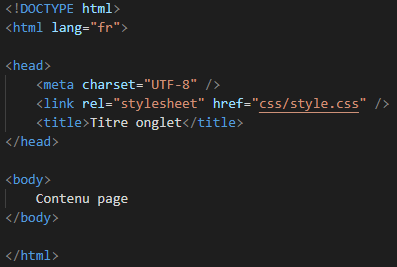 <!DOCTYPE html>
<html lang="fr">
<head>
<meta charset="UTF-8" />
<link rel="stylesheet" href="css/style.css" />
<title>Titre onglet</title>
</head>
<body>
Contenu page
</body>
</html>